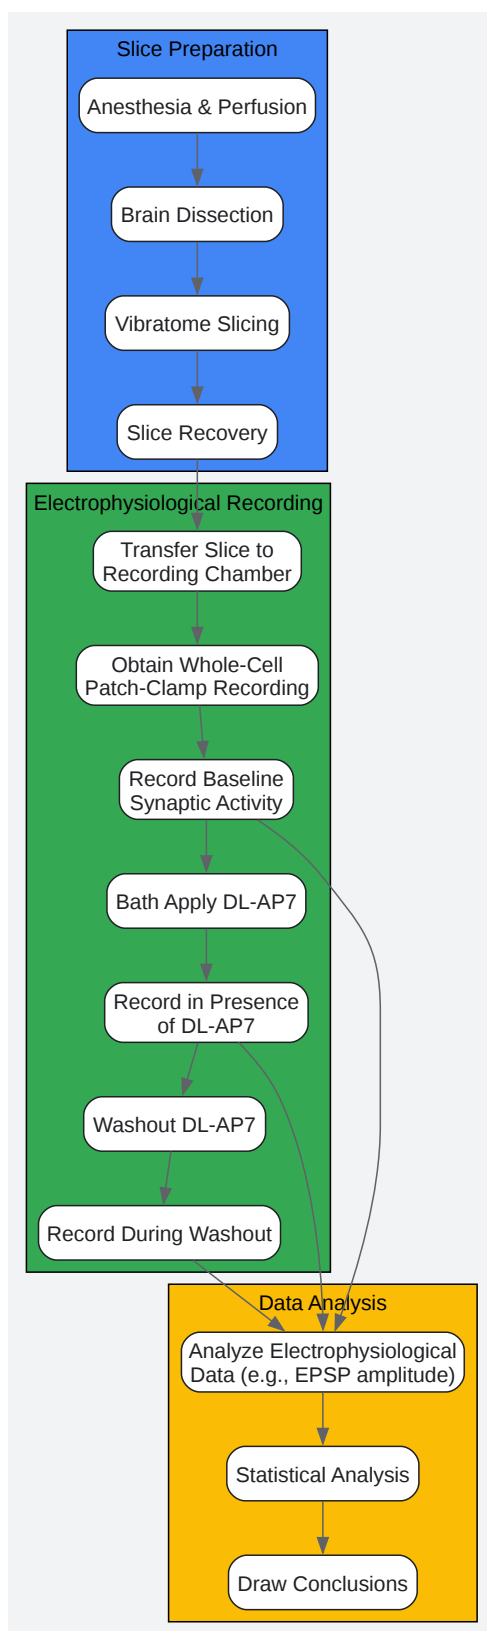 Slice Preparation
Anesthesia & Perfusion
Brain Dissection
Vibratome Slicing
Slice Recovery
Electrophysiological Recording
Transfer Slice to
Recording Chamber
Obtain Whole-Cell
Patch-Clamp Recording
Record Baseline
Synaptic Activity
Bath Apply DL-AP7
Record in Presence
of DL-AP7
Washout DL-AP7
Record During Washout
Data Analysis
Analyze Electrophysiological
Data (e.g., EPSP amplitude)
Statistical Analysis
Draw Conclusions